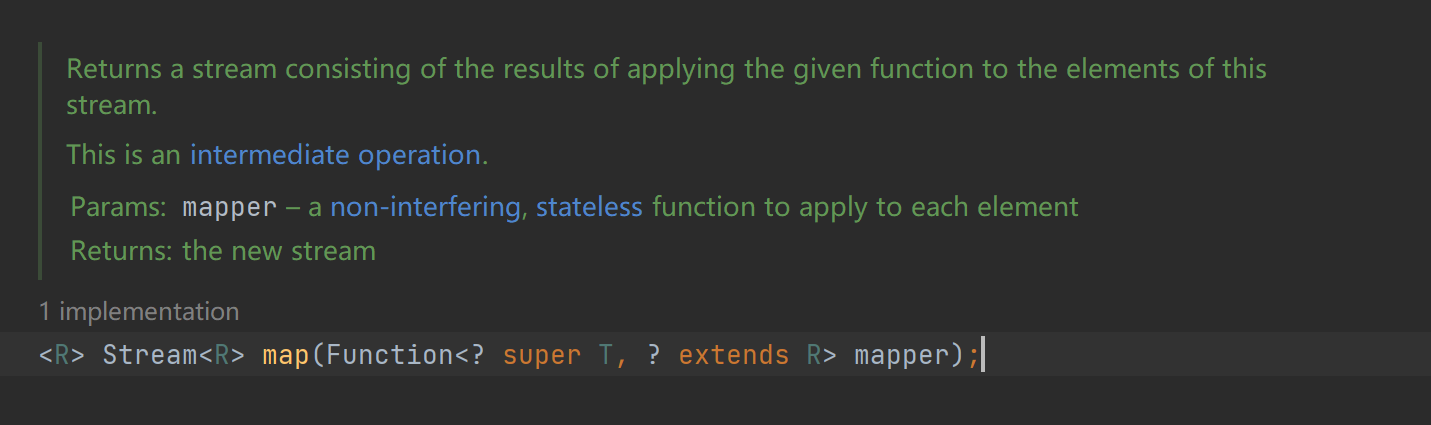 Returns a stream consisting of the results of applying the given function to the elements of this
stream.
This is an intermediate operation.
Params: mapper – a non-interfering, stateless function to apply to each element
Returns: the new stream
1 implementation
<R> Stream<R> map(Function<? super T, ? extends R> mapper);